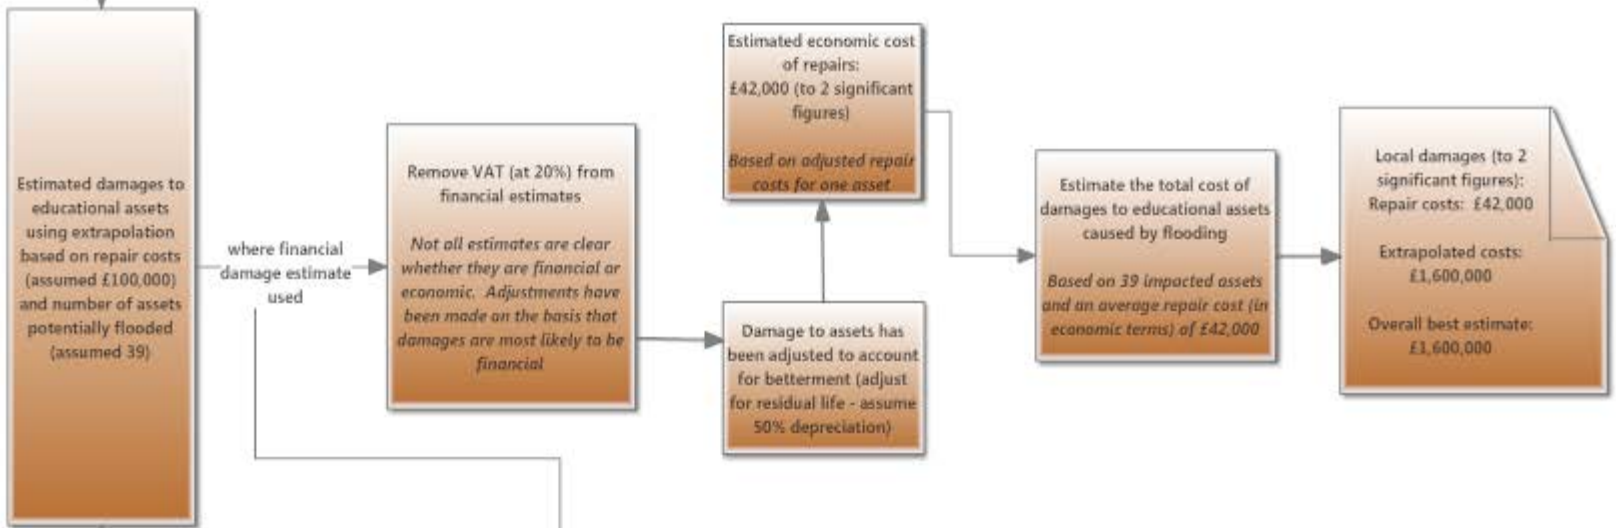 Estimated damages to
educational assets
using extrapolation
based on repair costs
(assumed £100,000)
and number of assets
potentially flooded
(assumed 39)
where financial
damage estimate
used
Remove VAT (at 20%) from
financial estimates
Not all estimates are clear
whether they are financial or
economic. Adjustments have
been made on the basis that
damages are most likely to be
financial
Damage to assets has
been adjusted to account
for betterment (adjust
for residual life - assume
50% depreciation)
Estimated economic cost
of repairs:
£42,000 (to 2 significant
figures)
Based on adjusted repair
costs for one asset
Estimate the total cost of
damages to educational assets
caused by flooding
Based on 39 impacted assets
and an average repair cost (in
economic terms) of £42,000
Local damages (to 2
significant figures):
Repair costs: £42,000
Extrapolated costs:
£1,600,000
Overall best estimate:
£1,600,000